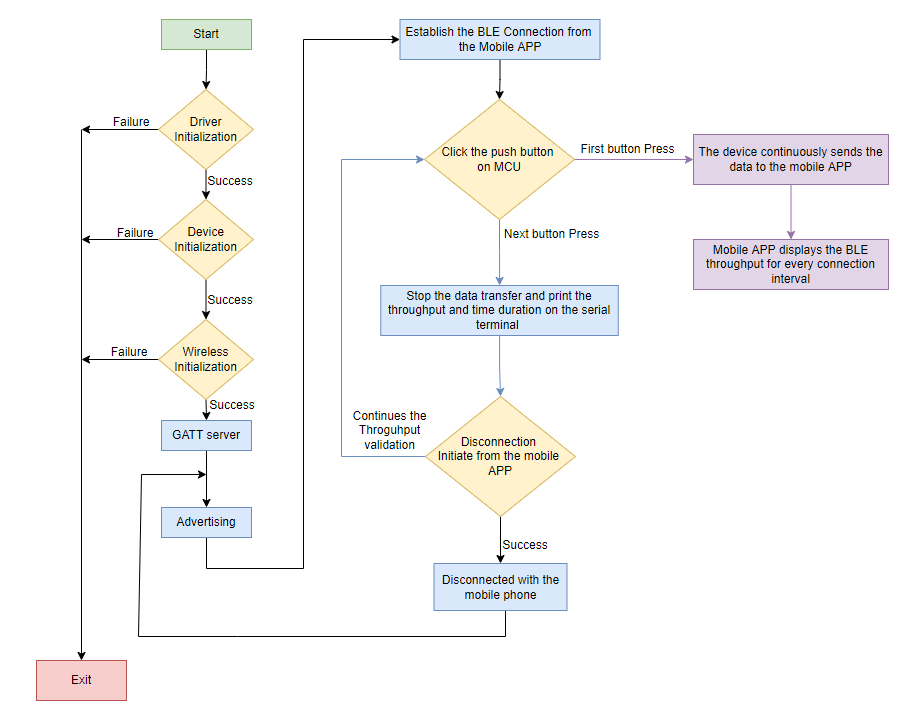 Start
Driver
Initialization
Failure
Success
Device
Initialization
Failure
Success
Wireless
Initialization
Failure
Success
GATT server
Advertising
Exit
Establish the BLE Connection from
the Mobile APP
Click the push button
on MCU
First button Press
The device continuously sends the
data to the mobile APP
Mobile APP displays the BLE
throughput for every connection
interval
Next button Press
Stop the data transfer and print the
throughput and time duration on the serial
terminal
Disconnection
Initiate from the mobile
APP
Continues the
Throguhput
validation
Success
Disconnected with the
mobile phone